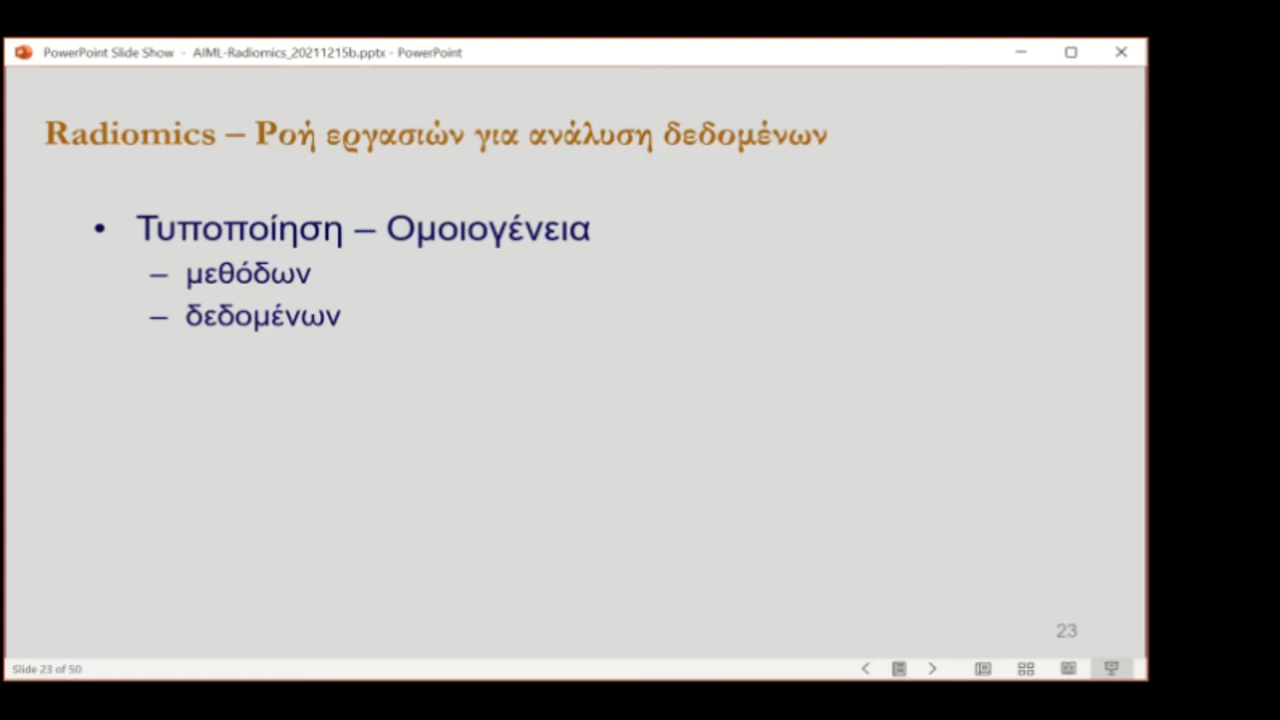 PowerPoint Slide Show - AIML-Radiomics_20211215b.pptx - PowerPoint
Radiomics – Ροή εργασιών για ανάλυση δεδομένων
• Τυποποίηση – Ομοιογένεια
– μεθόδων
– δεδομένων
23
Slide 23 of 50